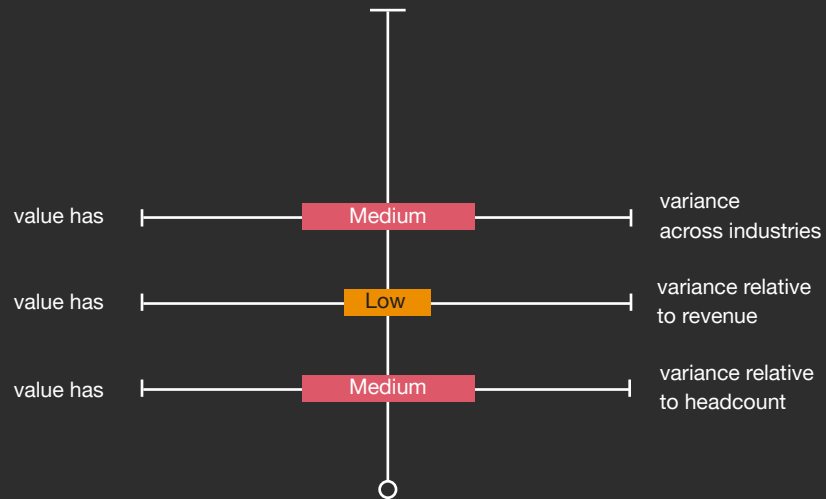 value has
Medium
variance
across industries
value has
Low
variance relative
to revenue
value has
Medium
variance relative
to headcount